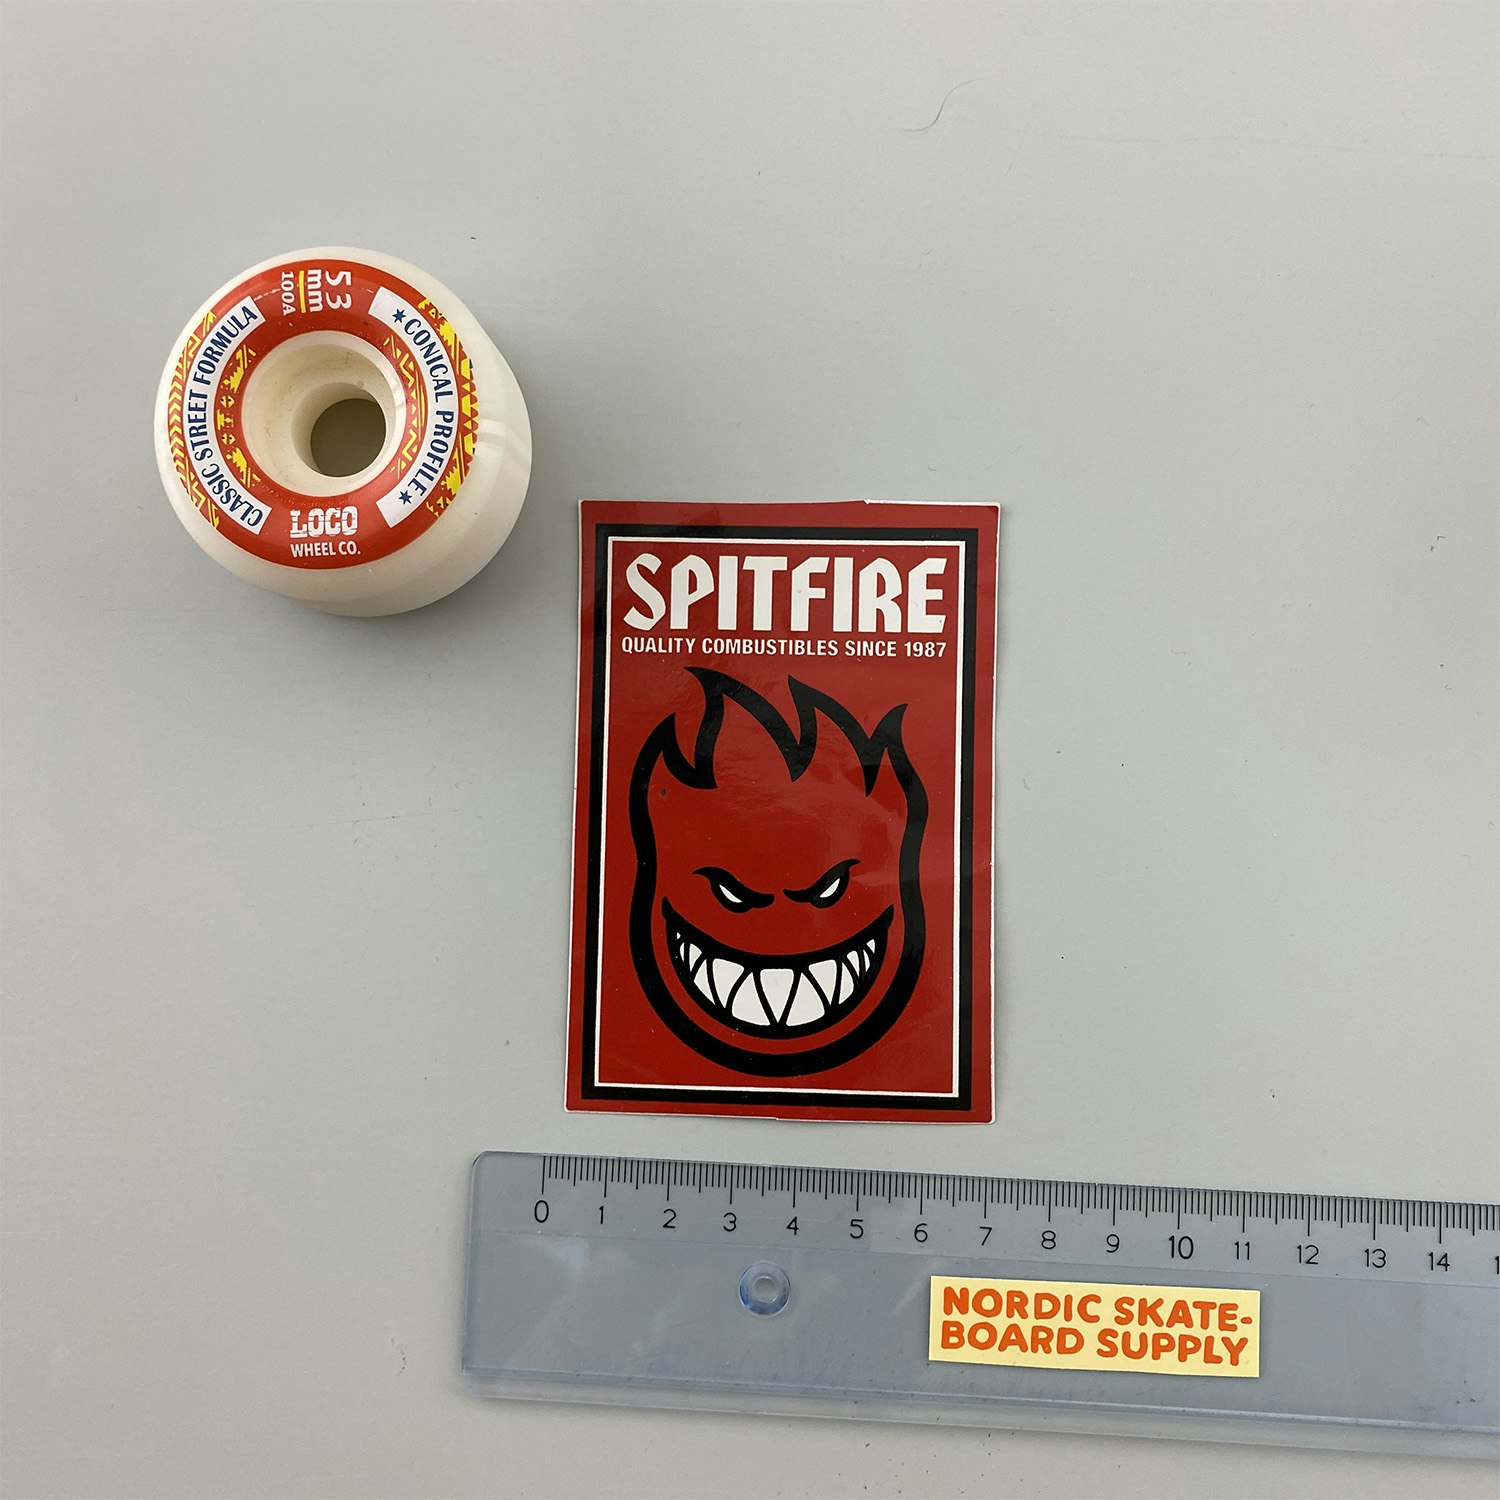 53
mm
100A
★CONICAL PROFILE★
CLASSIC STREET FORMULA
LOCO
WHEEL CO.
SPITFIRE
QUALITY COMBUSTIBLES SINCE 1987
0 1 2 3 4 5 6 7 8 9 10 11 12 13 14
NORDIC SKATE-
BOARD SUPPLY